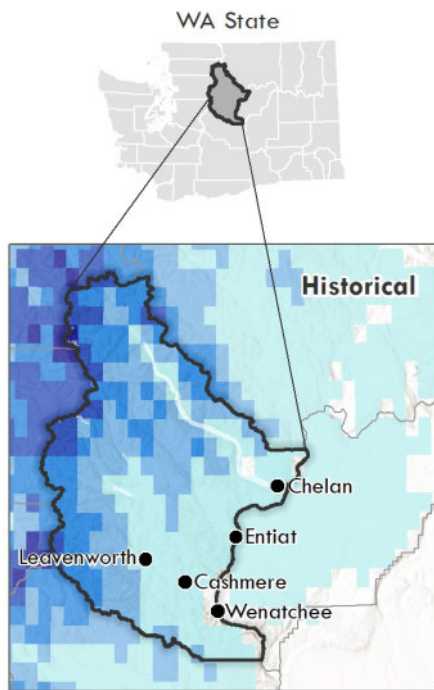 WA State
Historical
Chelan
Entiat
Leavenworth
Cashmere
Wenatchee